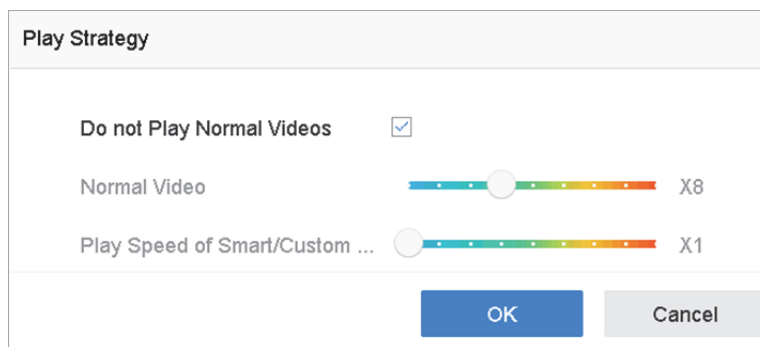 Play Strategy
Do not Play Normal Videos
Normal Video X8
Play Speed of Smart/Custom ... X1
OK Cancel